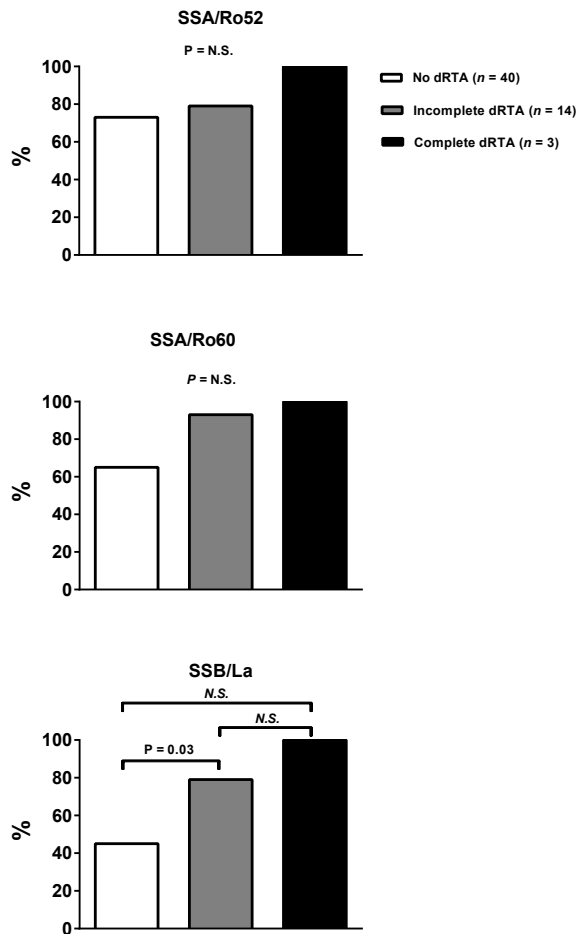 SSA/Ro52
P = N.S.
100
80
60
40
20
0
%
No dRTA (n = 40)
Incomplete dRTA (n = 14)
Complete dRTA (n = 3)
SSA/Ro60
P = N.S.
100
80
60
40
20
0
%
SSB/La
N.S.
N.S.
P = 0.03
100
80
60
40
20
0
%